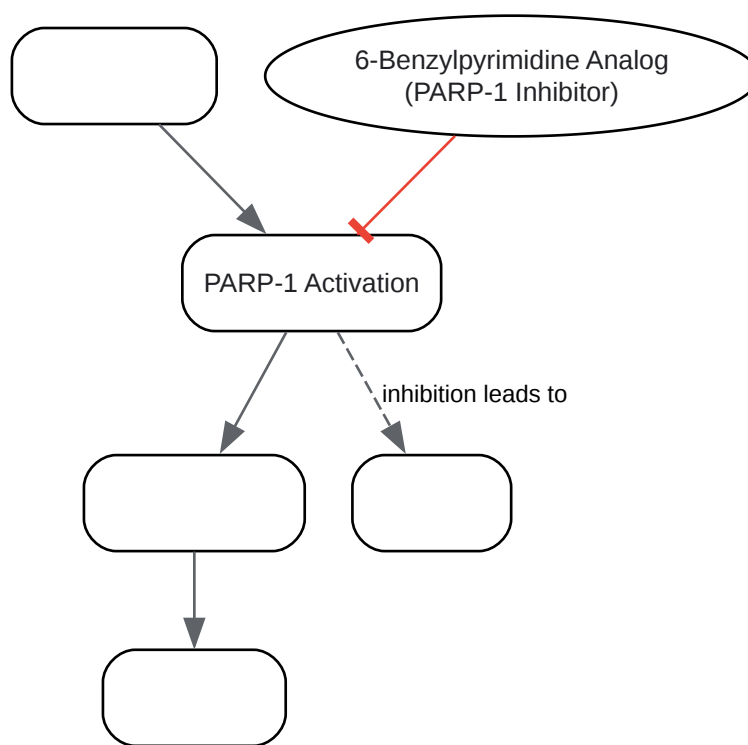 6-Benzylpyrimidine Analog
(PARP-1 Inhibitor)
PARP-1 Activation
inhibition leads to